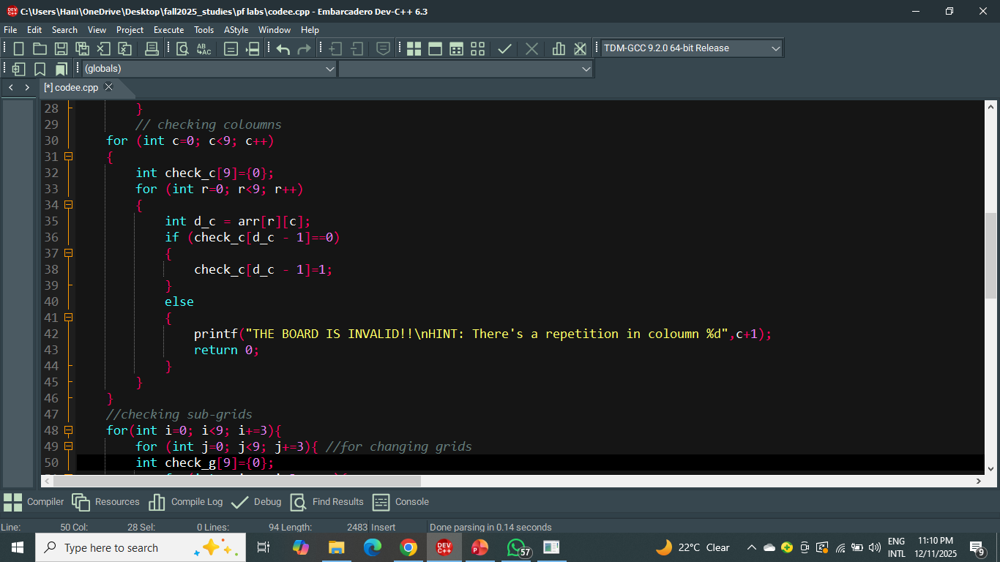 C:\Users\Hani\OneDrive\Desktop\fall2025_studies\pf labs\codee.cpp - Embarcadero Dev-C++ 6.3
File Edit Search View Project Execute Tools AStyle Window Help
TDM-GCC 9.2.0 64-bit Release
(globals)
[*] codee.cpp
28 }
29 // checking coloumns
30 for (int c=0; c<9; c++)
31 {
32 int check_c[9]={0};
33 for (int r=0; r<9; r++)
34 {
35 int d_c = arr[r][c];
36 if (check_c[d_c - 1]==0)
37 {
38 check_c[d_c - 1]=1;
39 }
40 else
41 {
42 printf("THE BOARD IS INVALID!!\nHINT: There's a repetition in coloumn %d",c+1);
43 return 0;
44 }
45 }
46 }
47 //checking sub-grids
48 for(int i=0; i<9; i+=3){
49 for (int j=0; j<9; j+=3){ //for changing grids
50 int check_g[9]={0};
Compiler Resources Compile Log Debug Find Results Console
Line: 50 Col: 28 Sel: 0 Lines: 94 Length: 2483 Insert Done parsing in 0.14 seconds
Type here to search
DEV C++
57
22°C Clear
ENG
INTL
11:10 PM
12/11/2025
9